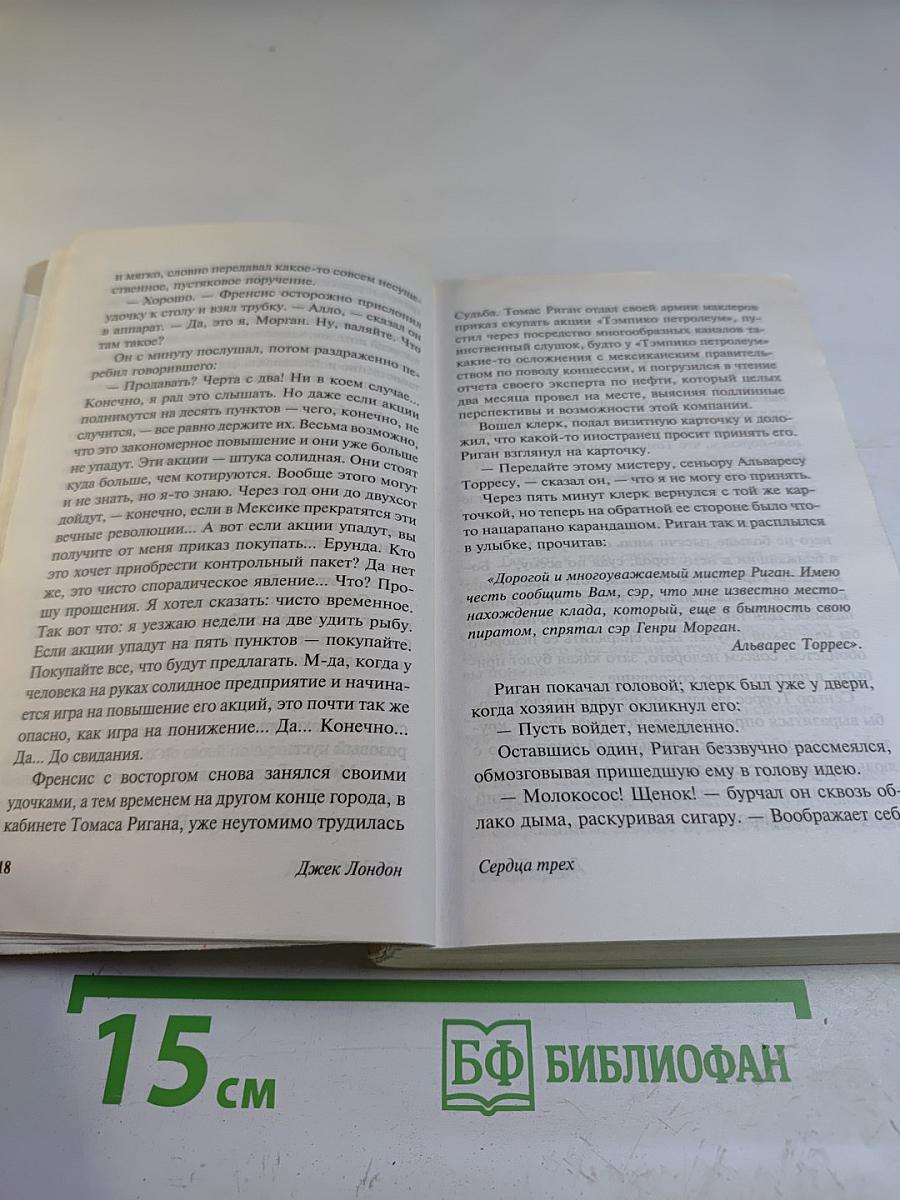 и мягко, словно передавал какое-то совсем несуще-
ственное, пустяковое поручение.
— Хорошо. — Френсис осторожно прислонил
удочку к столу и взял трубку. — Алло, — сказал он
в аппарат. — Да, это я, Морган. Ну, валяйте. Что
там такое?
Он с минуту послушал, потом раздраженно пе-
ребил говорившего:
— Продавать? Черта с два! Ни в коем случае...
Конечно, я рад это слышать. Но даже если акции
поднимутся на десять пунктов — чего, конечно, не
случится, — все равно держите их. Весьма возможно,
что это закономерное повышение и они уже больше
не упадут. Эти акции — штука солидная. Они стоят
куда больше, чем котируются. Вообще этого могут
и не знать, но я-то знаю. Через год они до двухсот
дойдут, — конечно, если в Мексике прекратятся эти
вечные революции... А вот если акции упадут, вы
получите от меня приказ покупать... Ерунда. Кто
это хочет приобрести контрольный пакет? Да нет
же, это чисто спорадическое явление... Что? Про-
шу прощения. Я хотел сказать: чисто временное.
Так вот что: я уезжаю недели на две удить рыбу.
Если акции упадут на пять пунктов — покупайте.
Покупайте все, что будут предлагать. М-да, когда у
человека на руках солидное предприятие и начина-
ется игра на повышение его акций, это почти так же
опасно, как игра на понижение... Да... Конечно...
Да... До свидания.
Френсис с восторгом снова занялся своими
удочками, а тем временем на другом конце города, в
кабинете Томаса Ригана, уже неутомимо трудилась
18
Джек Лондон
Судьба. Томас Риган отдал своей армии маклеров
приказ скупать акции «Тэмпико петролеум», пу-
стил через посредство многообразных каналов та-
инственный слушок, будто у «Тэмпико петролеум»
какие-то осложнения с мексиканским правитель-
ством по поводу концессии, и погрузился в чтение
отчета своего эксперта по нефти, который целых
два месяца провел на месте, выясняя подлинные
перспективы и возможности этой компании.
Вошел клерк, подал визитную карточку и доло-
жил, что какой-то иностранец просит принять его.
Риган взглянул на карточку.
— Передайте этому мистеру, сеньору Альваресу
Торресу, — сказал он, — что я не могу его принять.
Через пять минут клерк вернулся с той же кар-
точкой, но теперь на обратной ее стороне было что-
то нацарапано карандашом. Риган так и расплылся
в улыбке, прочитав:
«Дорогой и многоуважаемый мистер Риган. Имею
честь сообщить Вам, сэр, что мне известно место-
нахождение клада, который, еще в бытность свою
пиратом, спрятал сэр Генри Морган.
Альварес Торрес».
Риган покачал головой; клерк был уже у двери,
когда хозяин вдруг окликнул его:
— Пусть войдет, немедленно.
Оставшись один, Риган беззвучно рассмеялся,
обмозговывая пришедшую ему в голову идею.
— Молокосос! Щенок! — бурчал он сквозь об-
лако дыма, раскуривая сигару. — Воображает себ
Сердца трех
15 см
БФ БИБЛИОФАН